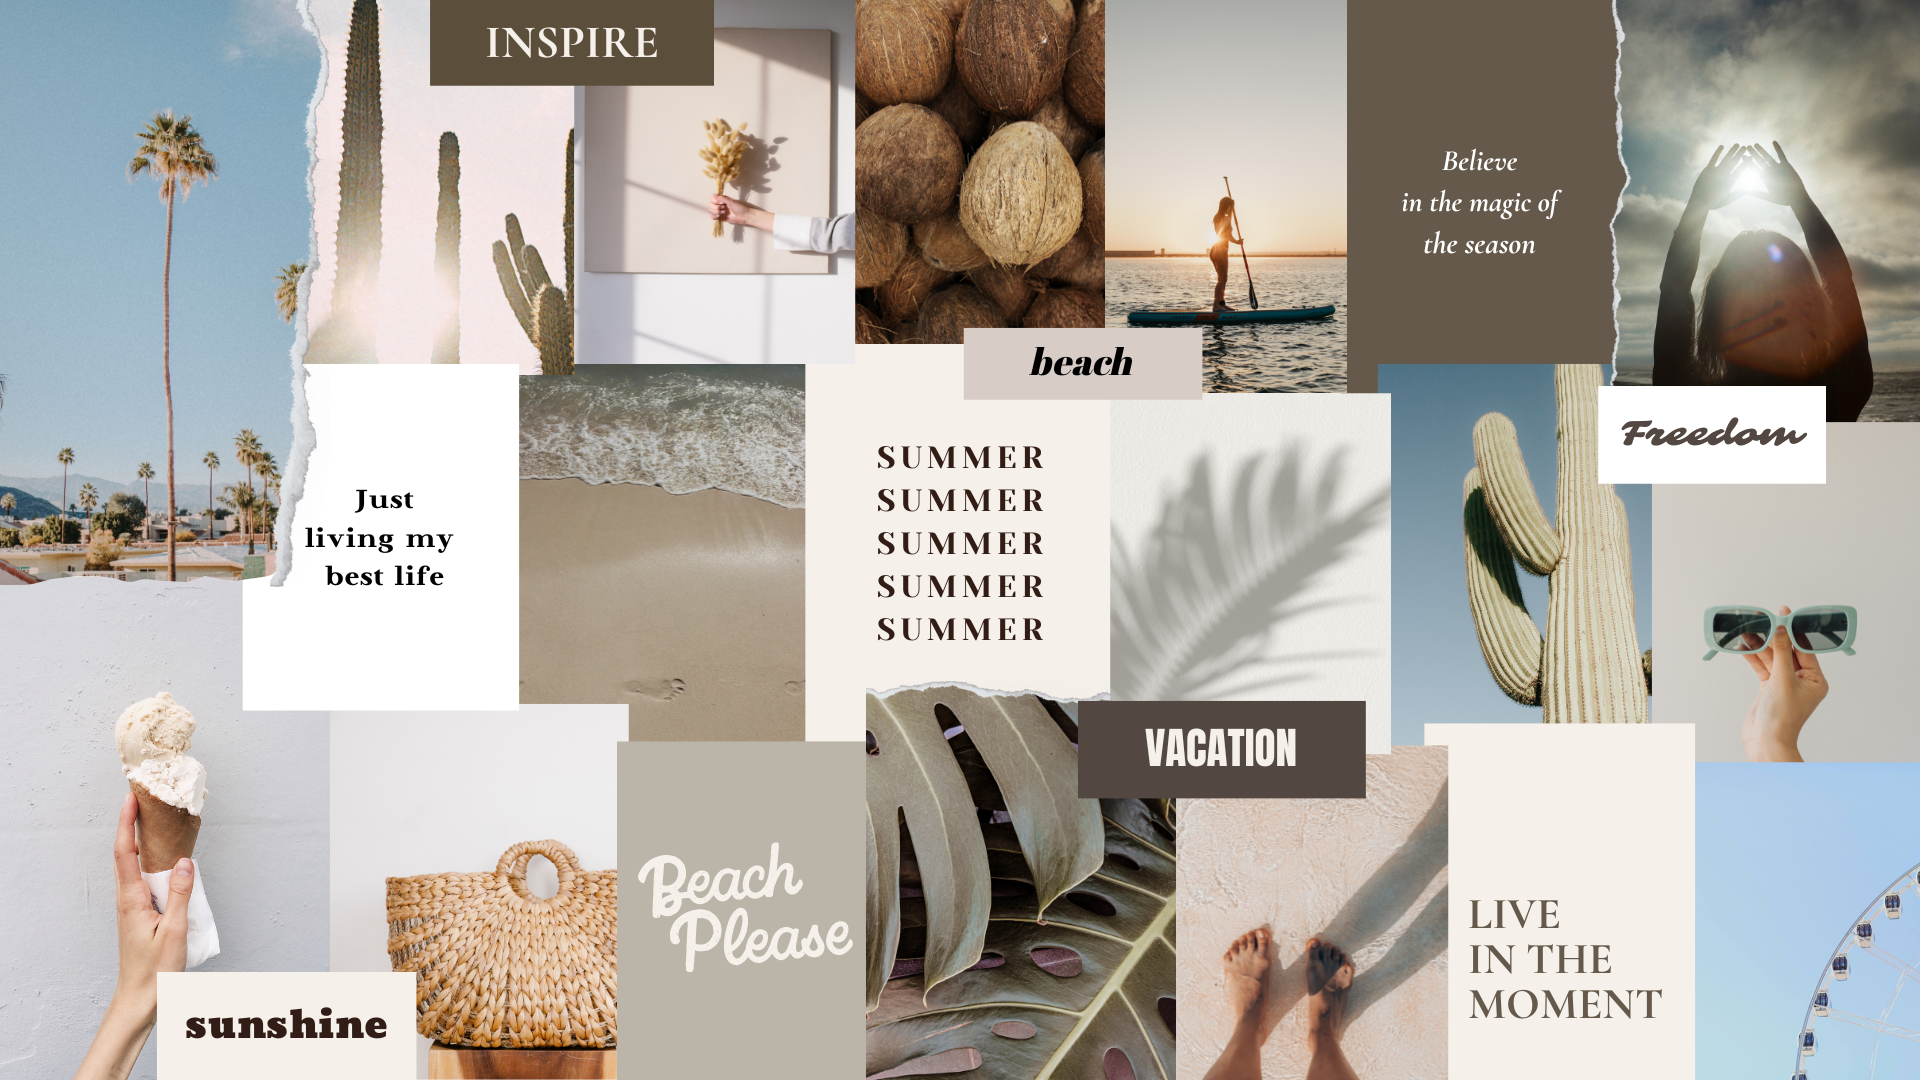 INSPIRE
Believe
in the magic of
the season
beach
Freedom
Just
living my
best life
SUMMER
SUMMER
SUMMER
SUMMER
SUMMER
VACATION
Beach
Please
LIVE
IN THE
MOMENT
sunshine